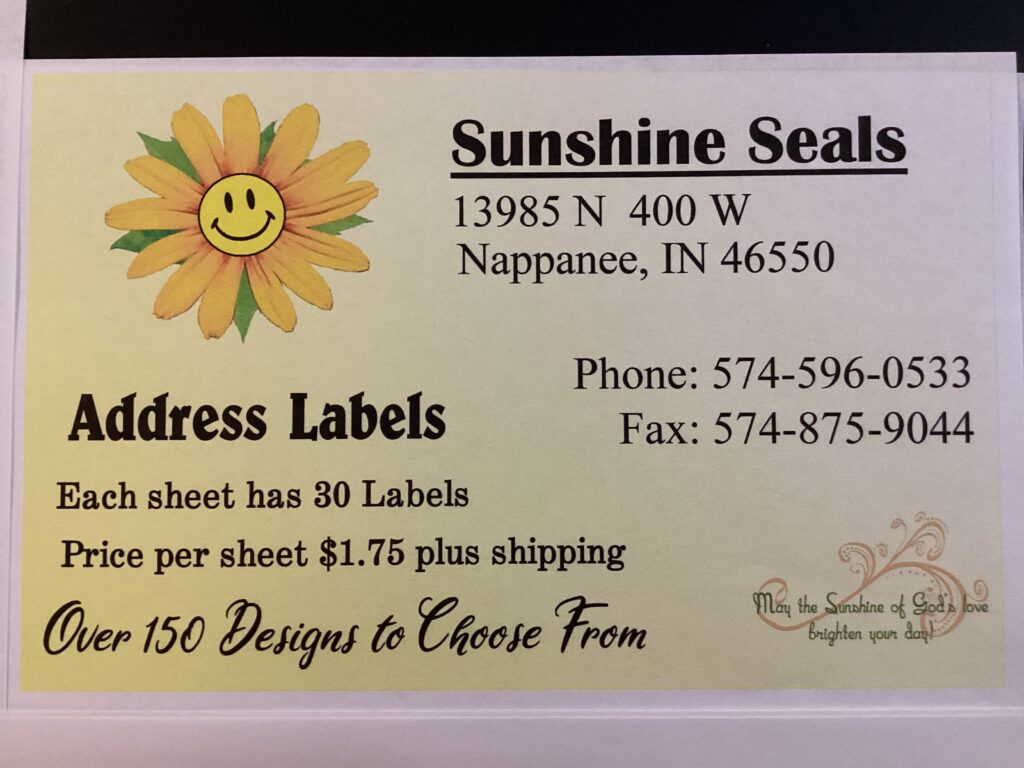 Sunshine Seals
13985 N 400 W
Nappanee, IN 46550
Phone: 574-596-0533
Fax: 574-875-9044
Address Labels
Each sheet has 30 Labels
Price per sheet $1.75 plus shipping
Over 150 Designs to Choose From
May the Sunshine of God's love
brighten your day!